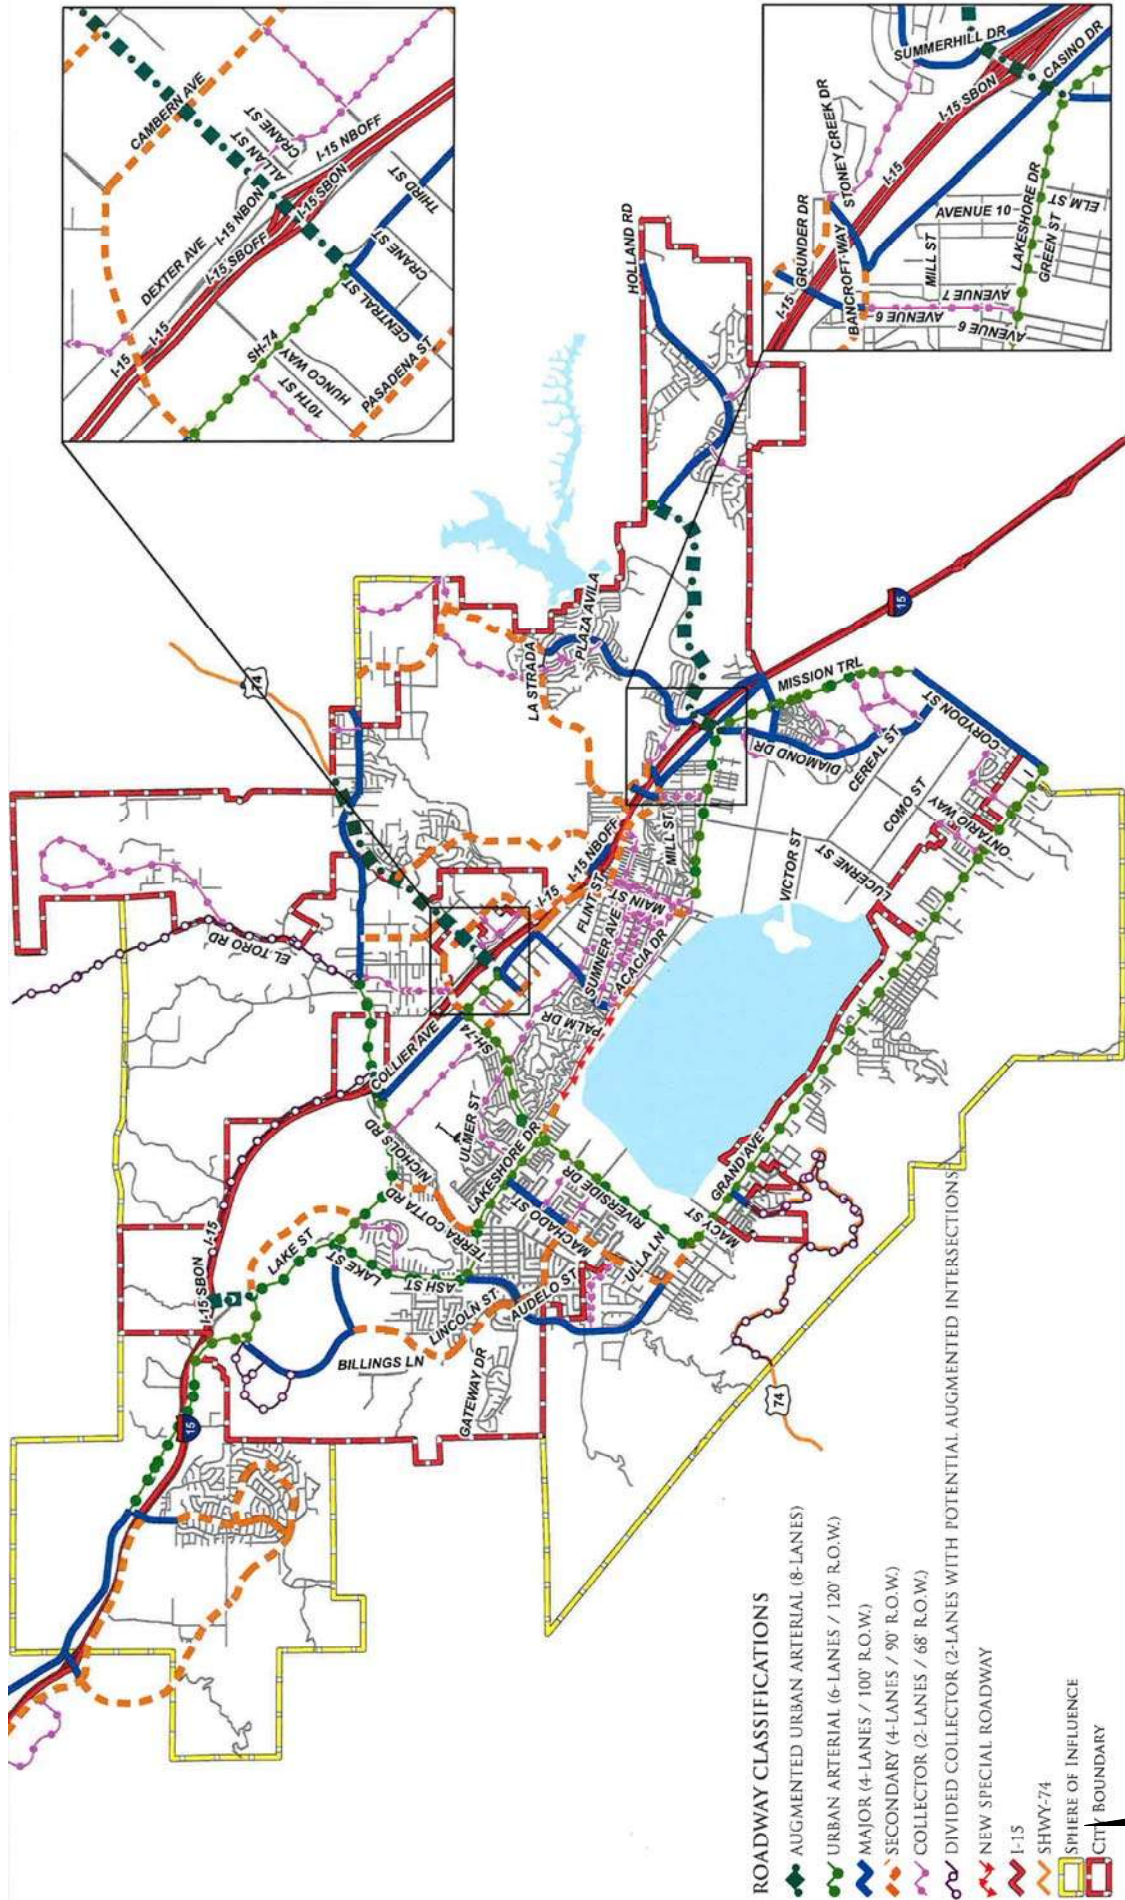 CAMBERN AVE
ALLAN ST
CRANE ST
I-15 NBOFF
DEXTER AVE
I-15 NBON
I-15 SBOFF
I-15 SBON
THIRD ST
CRANE ST
CENTRAL ST
I-15
I-15
SH-74
HUNCO WAY
10TH ST
PASADENA ST
SUMMERHILL DR
CASINO DR
I-15 SBON
STONEY CREEK DR
GRUNDER DR
I-15
I-15
BANCROFT WAY
AVENUE 10
ELM ST
MILL ST
LAKESHORE DR
GREEN ST
AVENUE 7
AVENUE 6
AVENUE 6
HOLLAND RD
74
LA STRADA
PLAZA AVILA
15
EL TORO RD
I-15
I-15 NBOFF
COLLIER AVE
FLINT ST
MILL ST
MAIN ST
SUMNER AVE
ACACIA DR
PALM DR
SH-74
MISSION TRL
DIAMOND DR
CEREAL ST
CORYDON ST
COMO ST
CORYDON ST
ONTARIO WAY
LUCERNE ST
VICTOR ST
NICHOLS RD
ULMER ST
LAKESHORE DR
TERRA COTTA RD
MACHADO ST
RIVERSIDE DR
GRAND AVE
MACY ST
ULLA LN
I-15
I-15 SBON
LAKE ST
LAKE ST
ASH ST
LINCOLN ST
AUDELO ST
BILLINGS LN
GATEWAY DR
15
74
ROADWAY CLASSIFICATIONS
AUGMENTED URBAN ARTERIAL (8-LANES)
URBAN ARTERIAL (6-LANES / 120' R.O.W.)
MAJOR (4-LANES / 100' R.O.W.)
SECONDARY (4-LANES / 90' R.O.W.)
COLLECTOR (2-LANES / 68' R.O.W.)
DIVIDED COLLECTOR (2-LANES WITH POTENTIAL AUGMENTED INTERSECTIONS)
NEW SPECIAL ROADWAY
I-15
SHWY-74
SPHERE OF INFLUENCE
CITY BOUNDARY